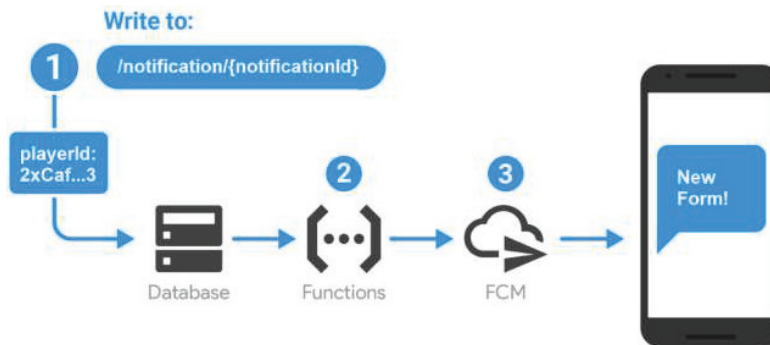 Write to:
1
/notification/{notificationId}
playerId:
2xCaf...3
2
3
New
Form!
Database
Functions
FCM